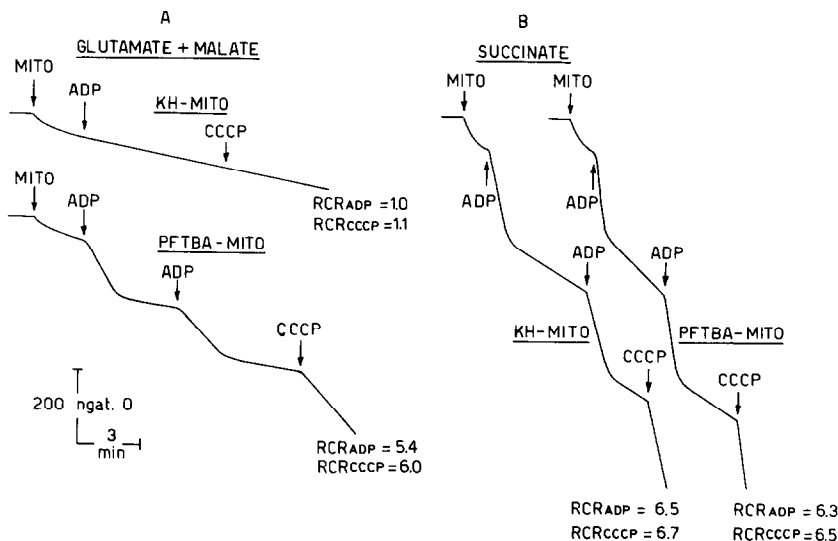 A
GLUTAMATE + MALATE
MITO
ADP
KH-MITO
CCCP
RCRADP = 1.0
RCRCCCP = 1.1
MITO
ADP
PFTBA-MITO
ADP
CCCP
200 ngat. O
3
min
RCRADP = 5.4
RCRCCCP = 6.0
B
SUCCINATE
MITO
MITO
ADP
ADP
ADP
ADP
KH-MITO
PFTBA-MITO
CCCP
CCCP
RCRADP = 6.5
RCRCCCP = 6.7
RCRADP = 6.3
RCRCCCP = 6.5